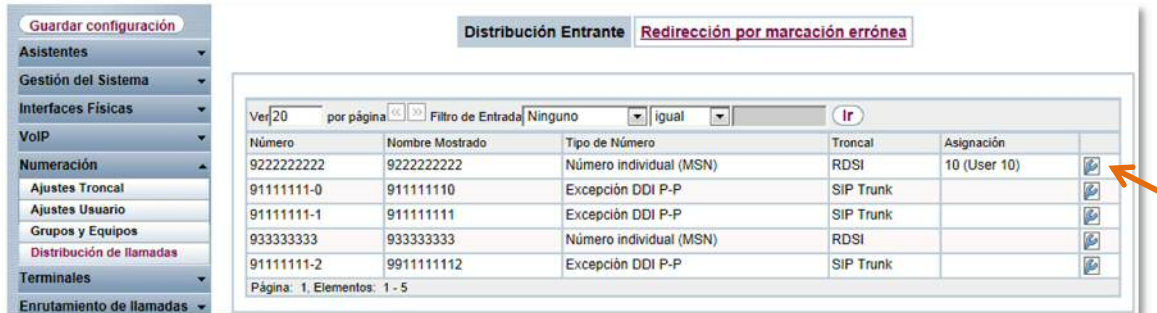 Guardar configuración
Asistentes
Gestión del Sistema
Interfaces Físicas
VoIP
Numeración
Ajustes Troncal
Ajustes Usuario
Grupos y Equipos
Distribución de llamadas
Terminales
Enrutamiento de llamadas
Distribución Entrante Redirección por marcación errónea
Ver 20 por página << >> Filtro de Entrada Ninguno igual Ir
Número Nombre Mostrado Tipo de Número Troncal Asignación
9222222222 9222222222 Número individual (MSN) RDSI 10 (User 10)
91111111-0 911111110 Excepción DDI P-P SIP Trunk
91111111-1 911111111 Excepción DDI P-P SIP Trunk
933333333 933333333 Número individual (MSN) RDSI
91111111-2 9911111112 Excepción DDI P-P SIP Trunk
Página: 1, Elementos: 1 - 5